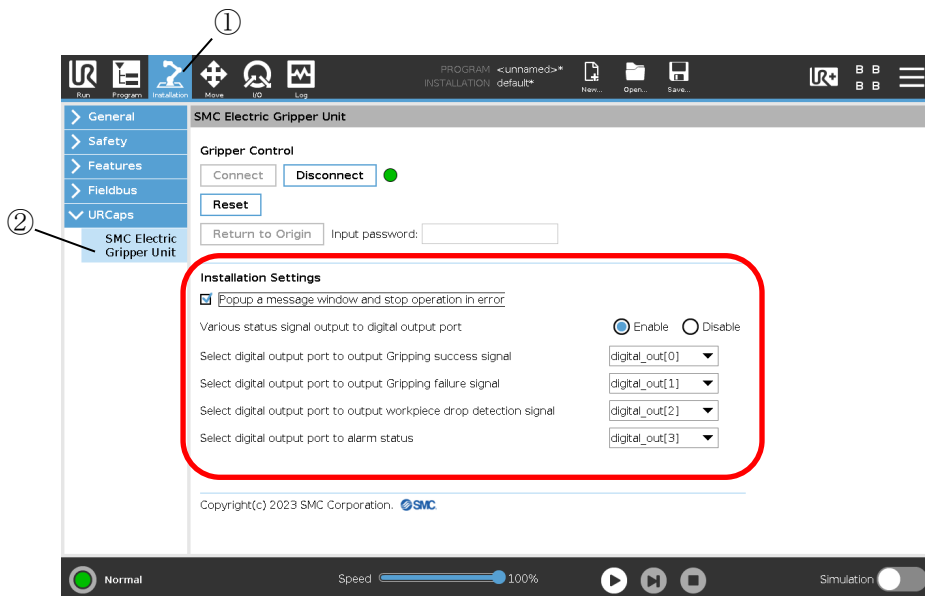 ①
PROGRAM <unnamed>*
INSTALLATION default*
UR
Run
Program
Installation
Move
I/O
Log
New...
Open...
Save...
UR+
B B
B B
General
Safety
Features
Fieldbus
URCaps
②
SMC Electric
Gripper Unit
SMC Electric Gripper Unit
Gripper Control
Connect
Disconnect
Reset
Return to Origin
Input password:
Installation Settings
Popup a message window and stop operation in error
Various status signal output to digital output port
Enable
Disable
Select digital output port to output Gripping success signal
digital_out[0]
Select digital output port to output Gripping failure signal
digital_out[1]
Select digital output port to output workpiece drop detection signal
digital_out[2]
Select digital output port to alarm status
digital_out[3]
Copyright(c) 2023 SMC Corporation. SMC.
Normal
Speed
100%
Simulation